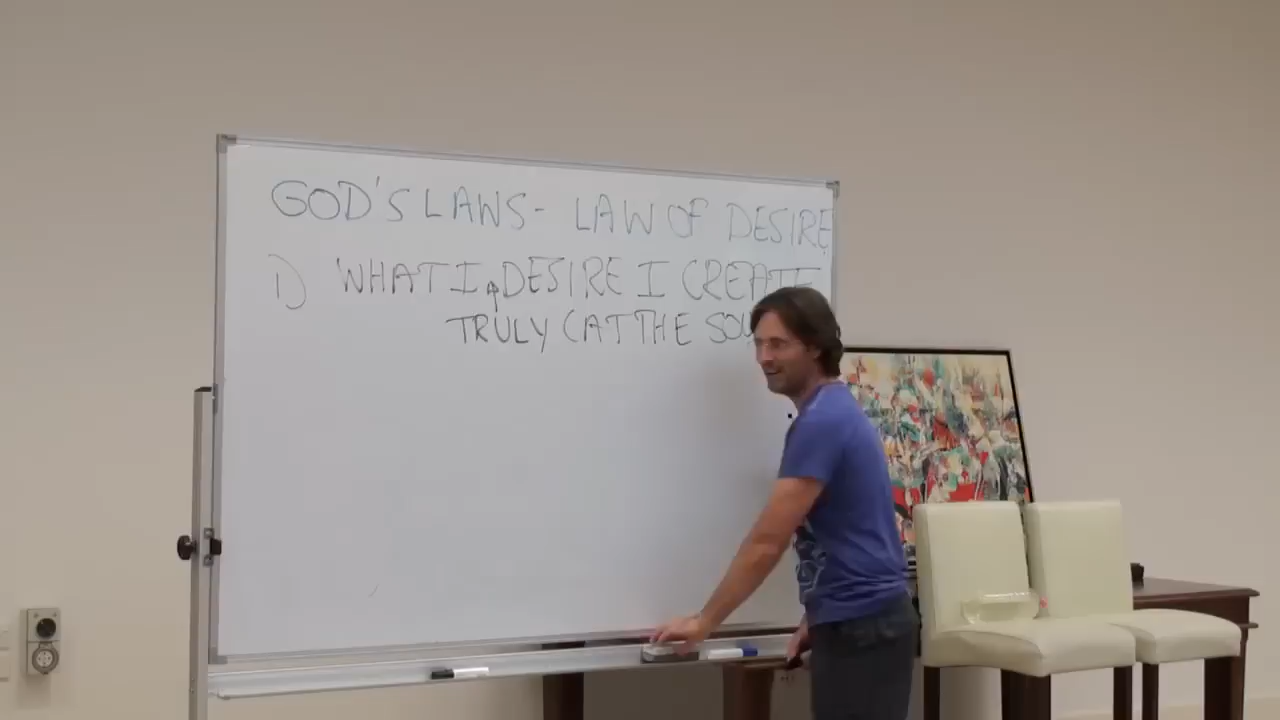 GOD'S LAWS - LAW OF DESIRE
1) WHAT I DESIRE I CREATE
TRULY (AT THE